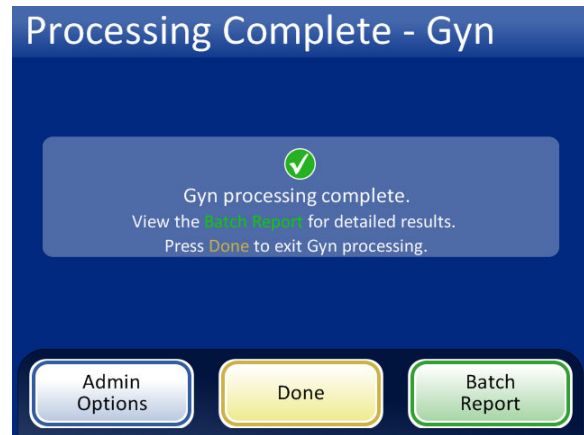 Processing Complete - Gyn
Gyn processing complete.
View the Batch Report for detailed results.
Press Done to exit Gyn processing.
Admin
Options
Done
Batch
Report